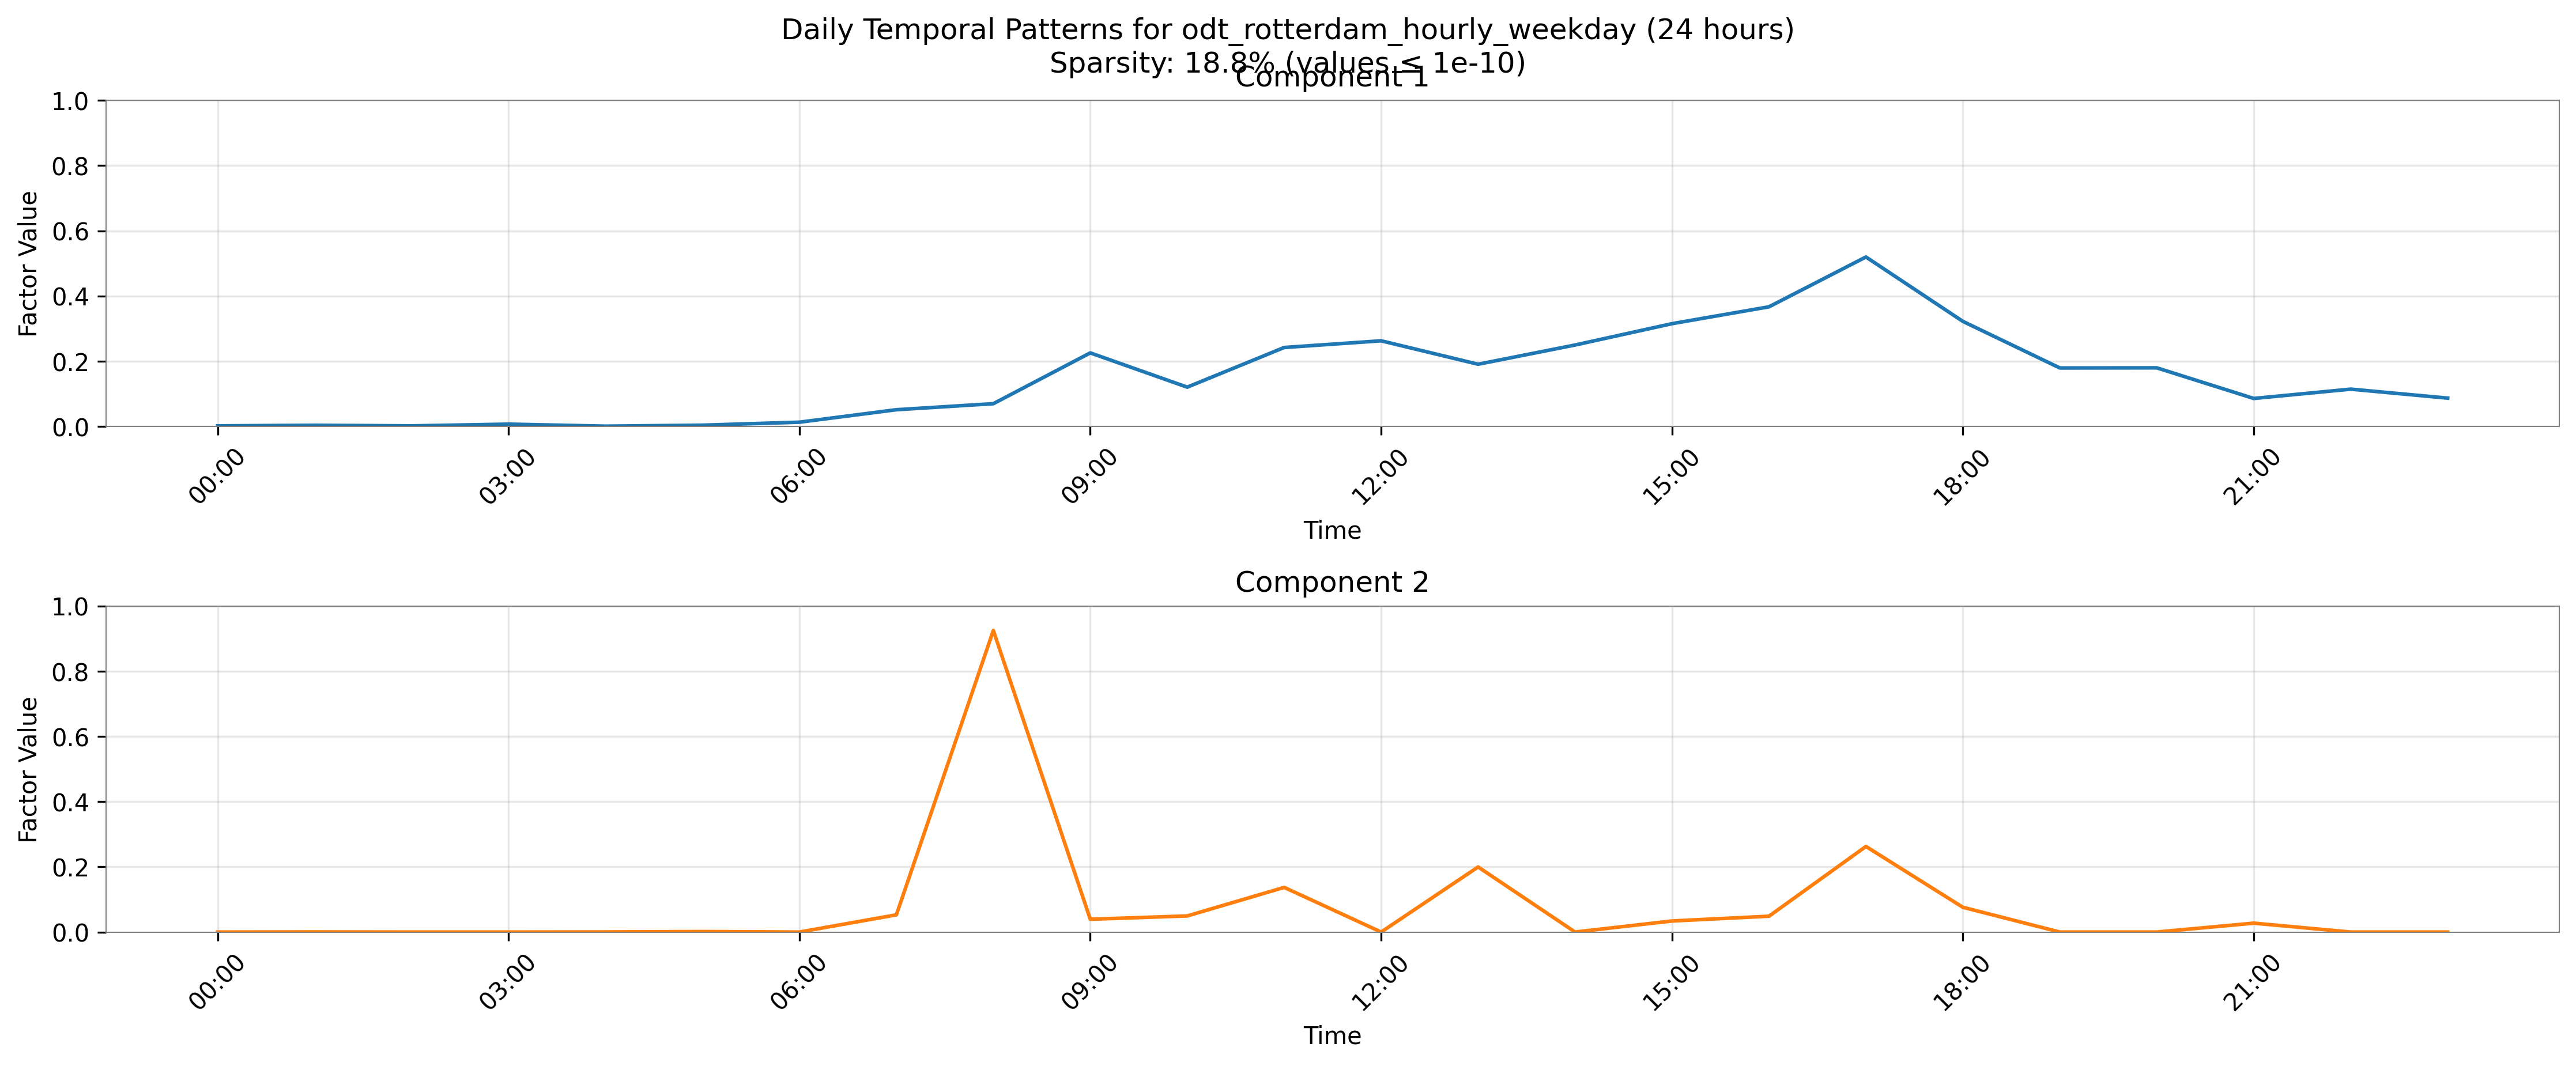 Daily Temporal Patterns for odt_rotterdam_hourly_weekday (24 hours)
Sparsity: 18.8% (values ≤ 1e-10)
Component 1
1.0
0.8
0.6
0.4
0.2
0.0
Factor Value
00:00 03:00 06:00 09:00 12:00 15:00 18:00 21:00
Time
Component 2
1.0
0.8
0.6
0.4
0.2
0.0
Factor Value
00:00 03:00 06:00 09:00 12:00 15:00 18:00 21:00
Time